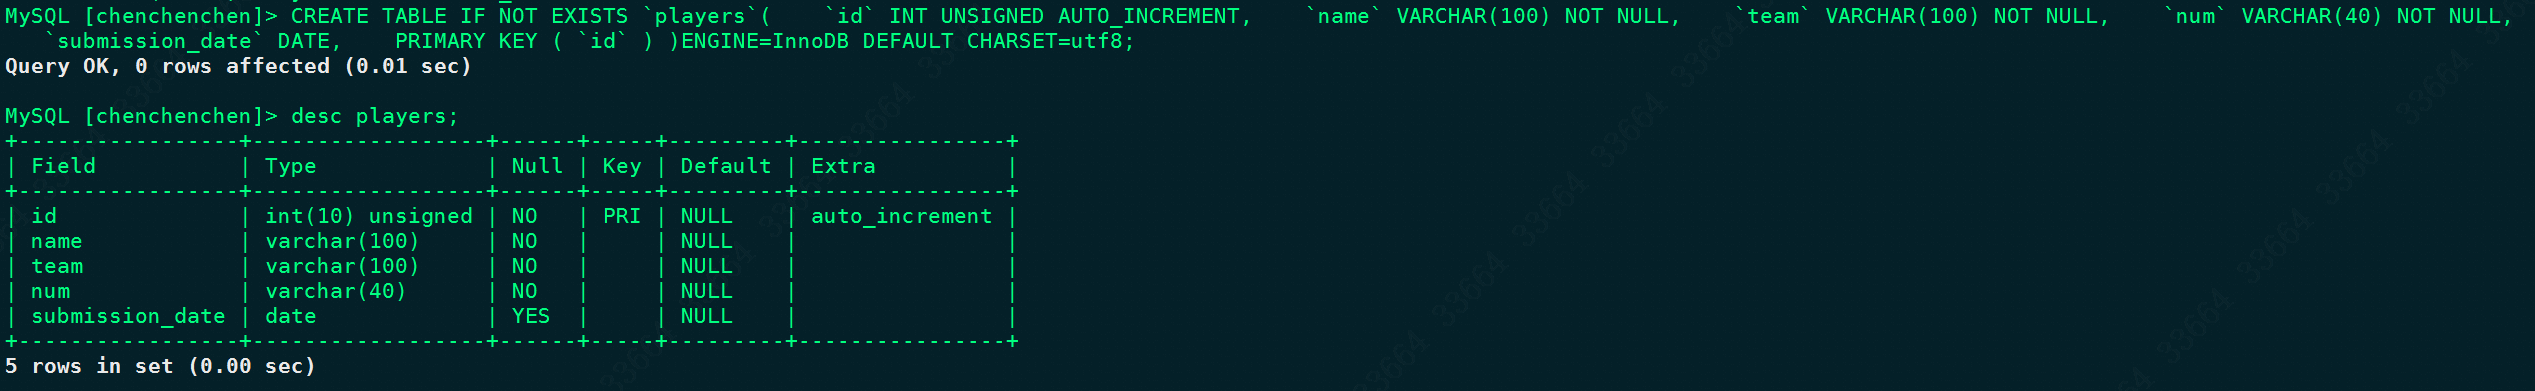 MySQL [chenchenchen]> CREATE TABLE IF NOT EXISTS `players`(    `id` INT UNSIGNED AUTO_INCREMENT,    `name` VARCHAR(100) NOT NULL,    `team` VARCHAR(100) NOT NULL,    `num` VARCHAR(40) NOT NULL,
   `submission_date` DATE,    PRIMARY KEY ( `id` ) )ENGINE=InnoDB DEFAULT CHARSET=utf8;
Query OK, 0 rows affected (0.01 sec)

MySQL [chenchenchen]> desc players;
+-----------------+------------------+------+-----+---------+----------------+
| Field           | Type             | Null | Key | Default | Extra          |
+-----------------+------------------+------+-----+---------+----------------+
| id              | int(10) unsigned | NO   | PRI | NULL    | auto_increment |
| name            | varchar(100)     | NO   |     | NULL    |                |
| team            | varchar(100)     | NO   |     | NULL    |                |
| num             | varchar(40)      | NO   |     | NULL    |                |
| submission_date | date             | YES  |     | NULL    |                |
+-----------------+------------------+------+-----+---------+----------------+
5 rows in set (0.00 sec)